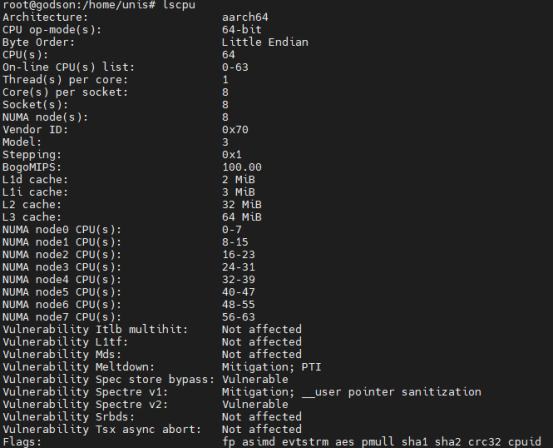 root@godson:/home/unis# lscpu
Architecture: aarch64
CPU op-mode(s): 64-bit
Byte Order: Little Endian
CPU(s): 64
On-line CPU(s) list: 0-63
Thread(s) per core: 1
Core(s) per socket: 8
Socket(s): 8
NUMA node(s): 8
Vendor ID: 0x70
Model: 3
Stepping: 0x1
BogoMIPS: 100.00
L1d cache: 2 MiB
L1i cache: 3 MiB
L2 cache: 32 MiB
L3 cache: 64 MiB
NUMA node0 CPU(s): 0-7
NUMA node1 CPU(s): 8-15
NUMA node2 CPU(s): 16-23
NUMA node3 CPU(s): 24-31
NUMA node4 CPU(s): 32-39
NUMA node5 CPU(s): 40-47
NUMA node6 CPU(s): 48-55
NUMA node7 CPU(s): 56-63
Vulnerability Itlb multihit: Not affected
Vulnerability L1tf: Not affected
Vulnerability Mds: Not affected
Vulnerability Meltdown: Mitigation; PTI
Vulnerability Spec store bypass: Vulnerable
Vulnerability Spectre v1: Mitigation; __user pointer sanitization
Vulnerability Spectre v2: Vulnerable
Vulnerability Srbds: Not affected
Vulnerability Tsx async abort: Not affected
Flags: fp asimd evtstrm aes pmull sha1 sha2 crc32 cpuid